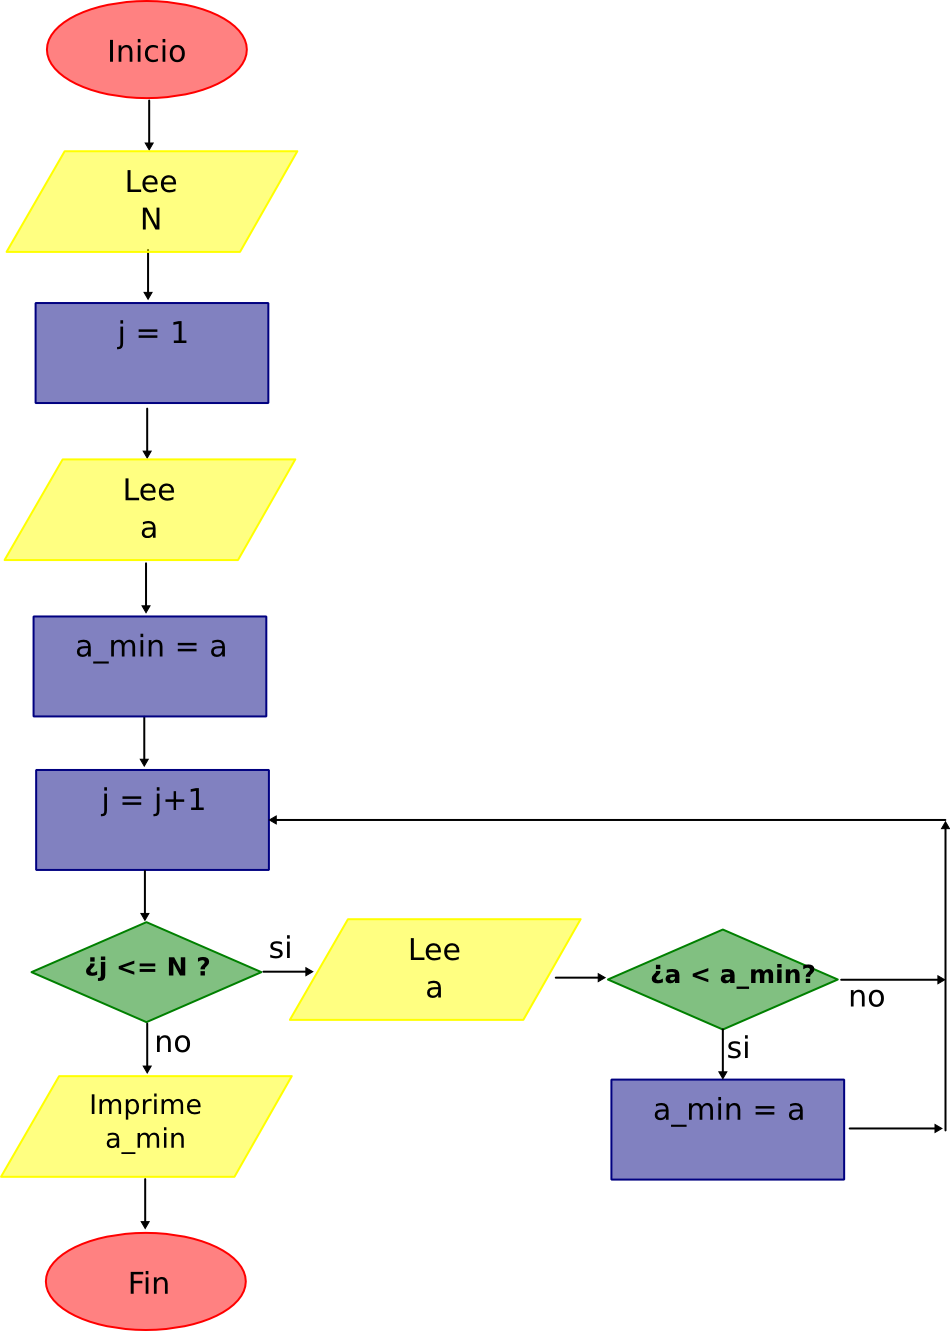 Inicio
Lee
N
j = 1
Lee
a
a_min = a
j = j+1
¿j <= N ?
si
Lee
a
¿a < a_min?
no
si
a_min = a
no
Imprime
a_min
Fin